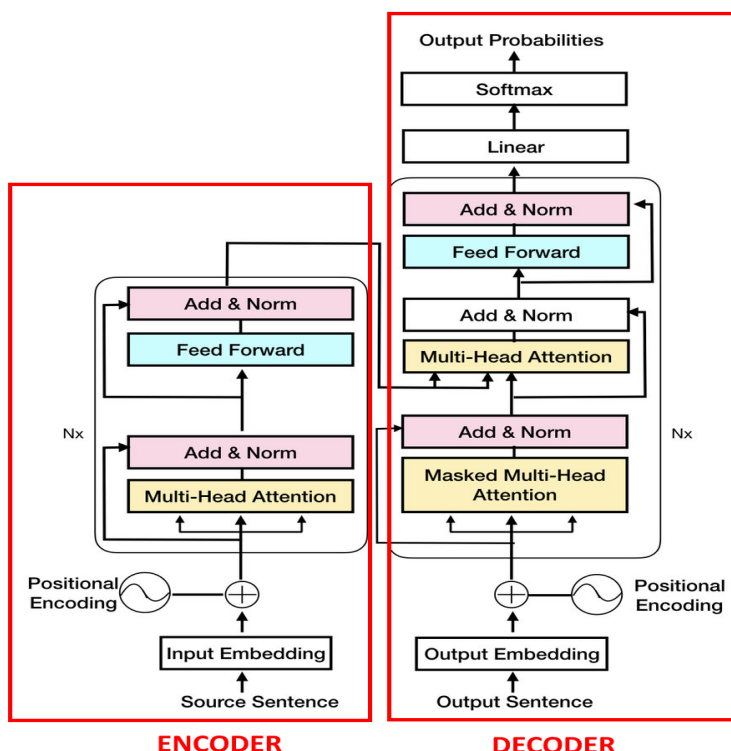 Output Probabilities
Softmax
Linear
Add & Norm
Feed Forward
Add & Norm
Multi-Head Attention
Add & Norm
Masked Multi-Head
Attention
Nx
Positional
Encoding
Output Embedding
Output Sentence
DECODER
Add & Norm
Feed Forward
Nx
Add & Norm
Multi-Head Attention
Positional
Encoding
Input Embedding
Source Sentence
ENCODER